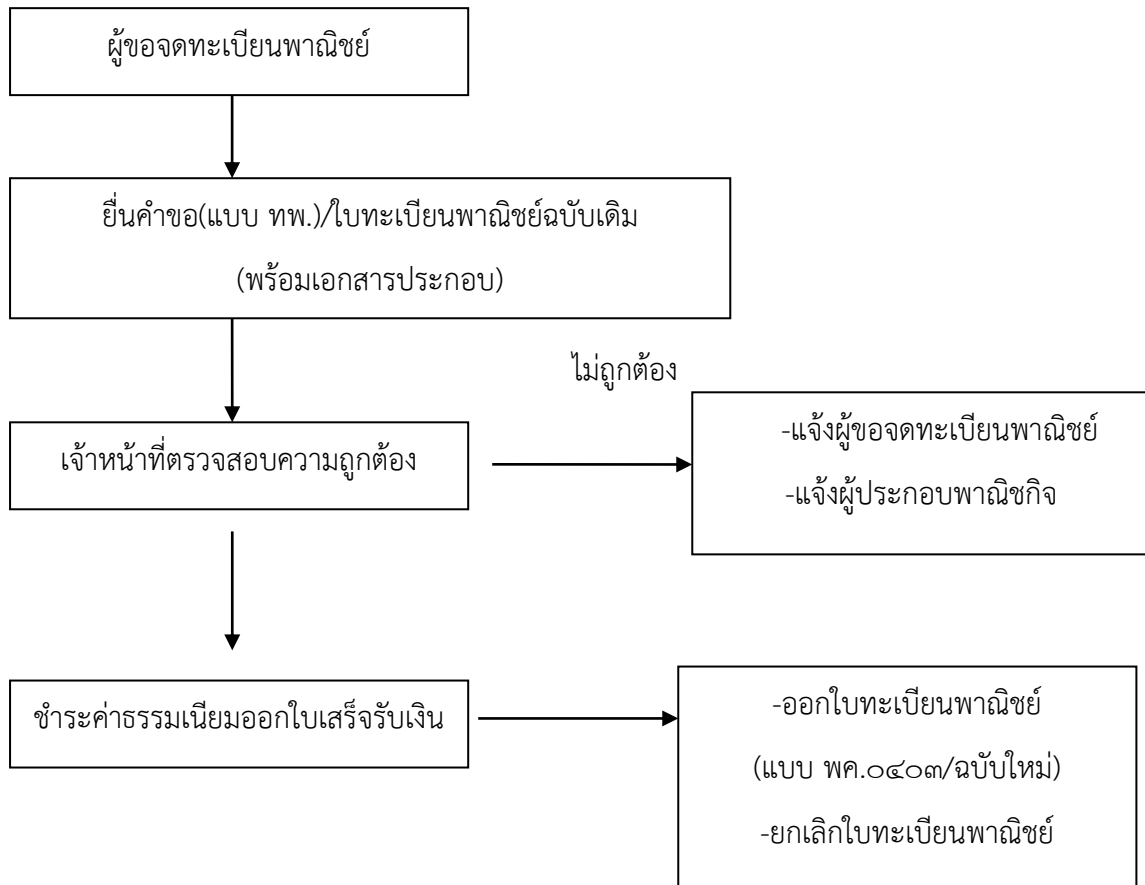 ผู้ขอจดทะเบียนพาณิชย์
ยื่นคำขอ(แบบ ทพ.)/ใบทะเบียนพาณิชย์ฉบับเดิม
(พร้อมเอกสารประกอบ)
ไม่ถูกต้อง
เจ้าหน้าที่ตรวจสอบความถูกต้อง
-แจ้งผู้ขอจดทะเบียนพาณิชย์
-แจ้งผู้ประกอบพาณิชกิจ
ชำระค่าธรรมเนียมออกใบเสร็จรับเงิน
-ออกใบทะเบียนพาณิชย์
(แบบ พค.๐๔๐๓/ฉบับใหม่)
-ยกเลิกใบทะเบียนพาณิชย์